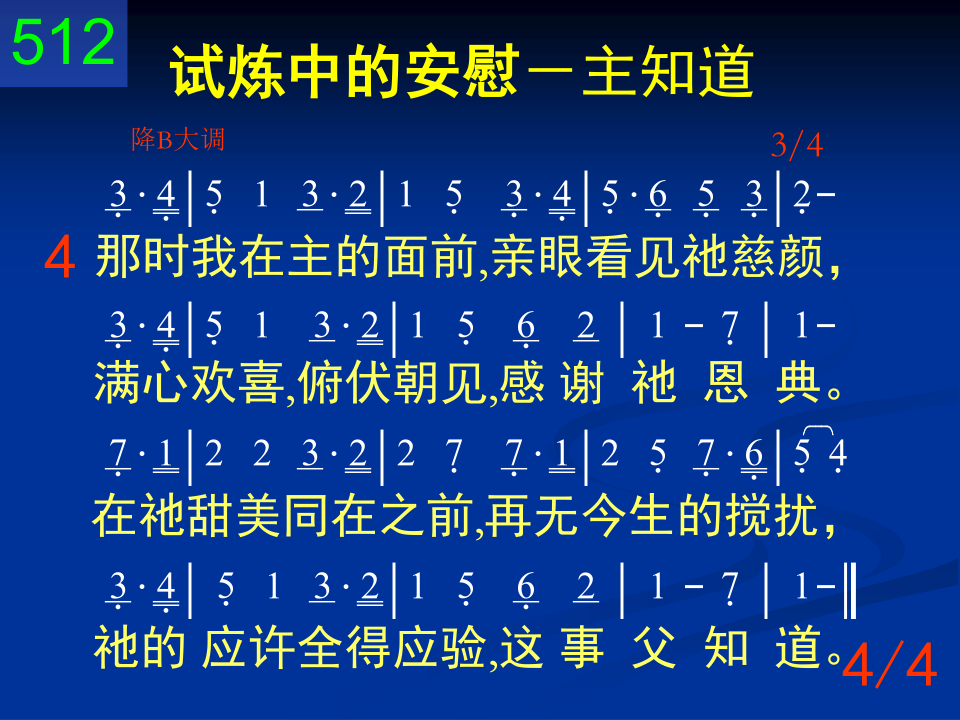 512
试炼中的安慰－主知道
降B大调 3/4
3 · 4 | 5 1 3 · 2 | 1 5 3 · 4 | 5 · 6 5 3 | 2 -
4 那时我在主的面前,亲眼看见祂慈颜，
3 · 4 | 5 1 3 · 2 | 1 5 6 2 | 1 - 7 | 1 -
满心欢喜,俯伏朝见,感 谢 祂 恩 典。
7 · 1 | 2 2 3 · 2 | 2 7 7 · 1 | 2 5 7 · 6 | 5 4
在祂甜美同在之前,再无今生的搅扰，
3 · 4 | 5 1 3 · 2 | 1 5 6 2 | 1 - 7 | 1 - ‖
祂的 应许全得应验,这 事 父 知 道。
4/4